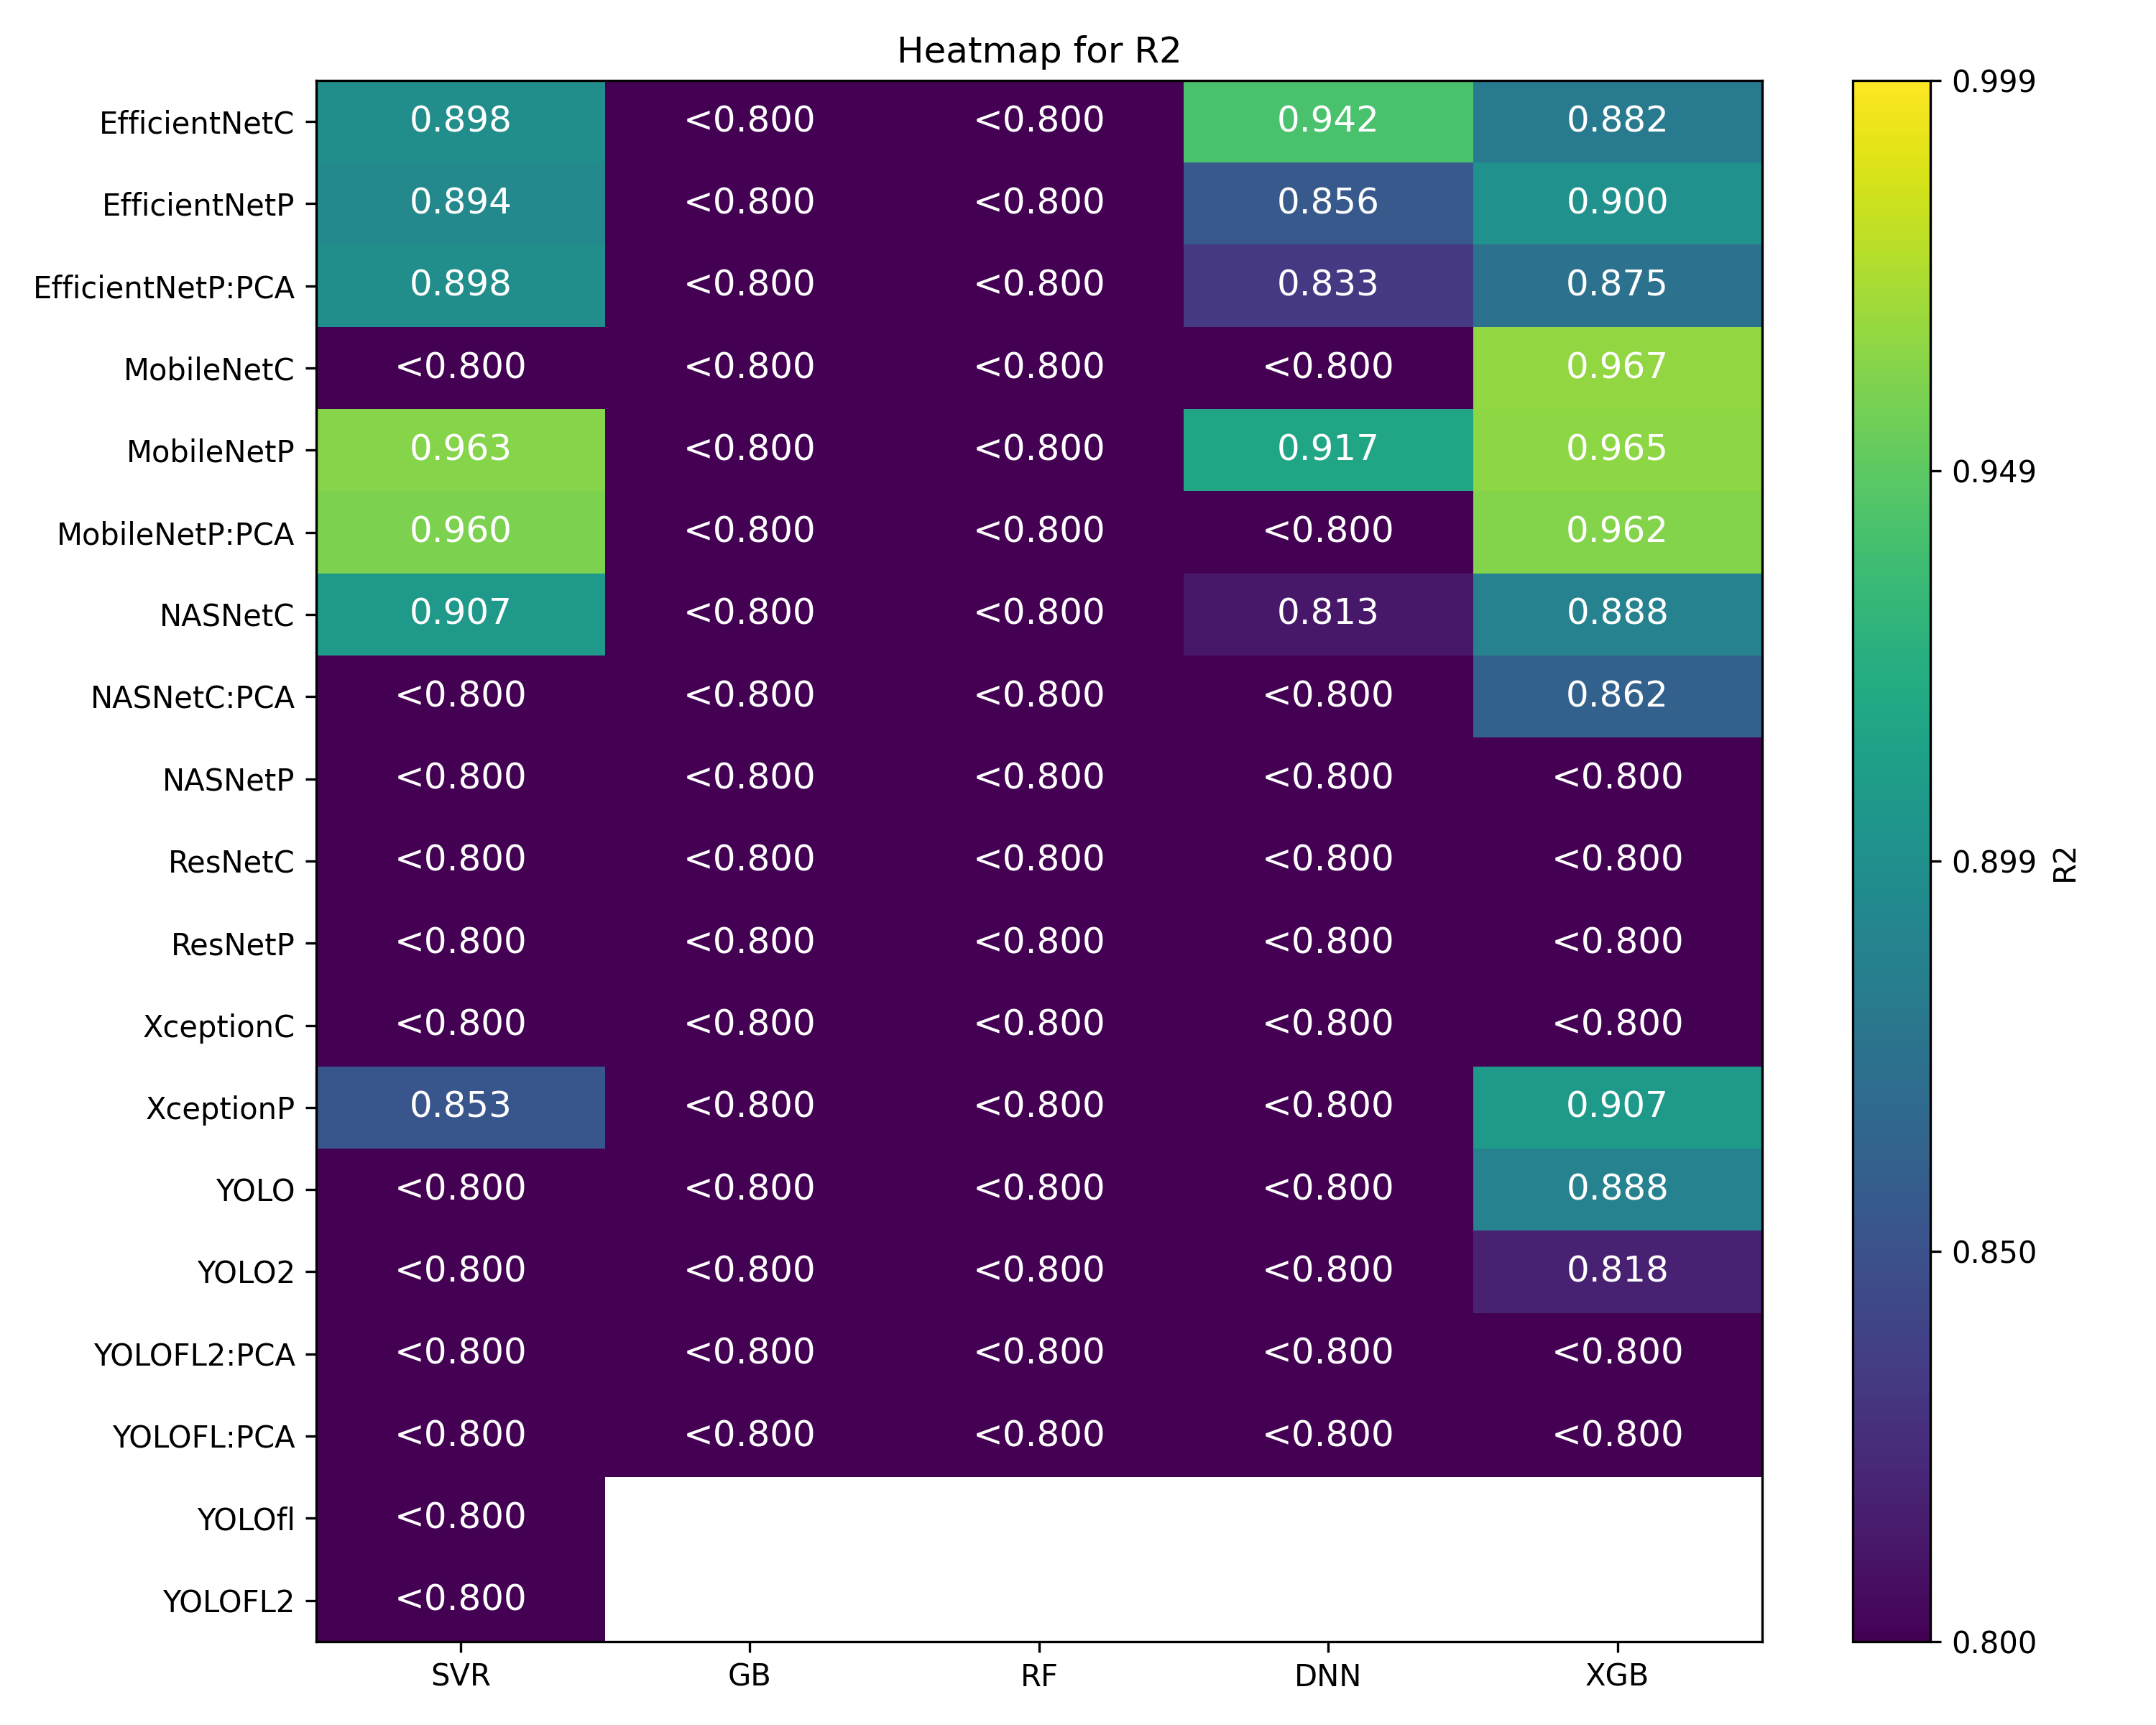 Heatmap for R2
EfficientNetC 0.898 <0.800 <0.800 0.942 0.882
EfficientNetP 0.894 <0.800 <0.800 0.856 0.900
EfficientNetP:PCA 0.898 <0.800 <0.800 0.833 0.875
MobileNetC <0.800 <0.800 <0.800 <0.800 0.967
MobileNetP 0.963 <0.800 <0.800 0.917 0.965
MobileNetP:PCA 0.960 <0.800 <0.800 <0.800 0.962
NASNetC 0.907 <0.800 <0.800 0.813 0.888
NASNetC:PCA <0.800 <0.800 <0.800 <0.800 0.862
NASNetP <0.800 <0.800 <0.800 <0.800 <0.800
ResNetC <0.800 <0.800 <0.800 <0.800 <0.800
ResNetP <0.800 <0.800 <0.800 <0.800 <0.800
XceptionC <0.800 <0.800 <0.800 <0.800 <0.800
XceptionP 0.853 <0.800 <0.800 <0.800 0.907
YOLO <0.800 <0.800 <0.800 <0.800 0.888
YOLO2 <0.800 <0.800 <0.800 <0.800 0.818
YOLOFL2:PCA <0.800 <0.800 <0.800 <0.800 <0.800
YOLOFL:PCA <0.800 <0.800 <0.800 <0.800 <0.800
YOLOfl <0.800
YOLOFL2 <0.800
SVR GB RF DNN XGB
0.999
0.949
0.899
0.850
0.800
R2